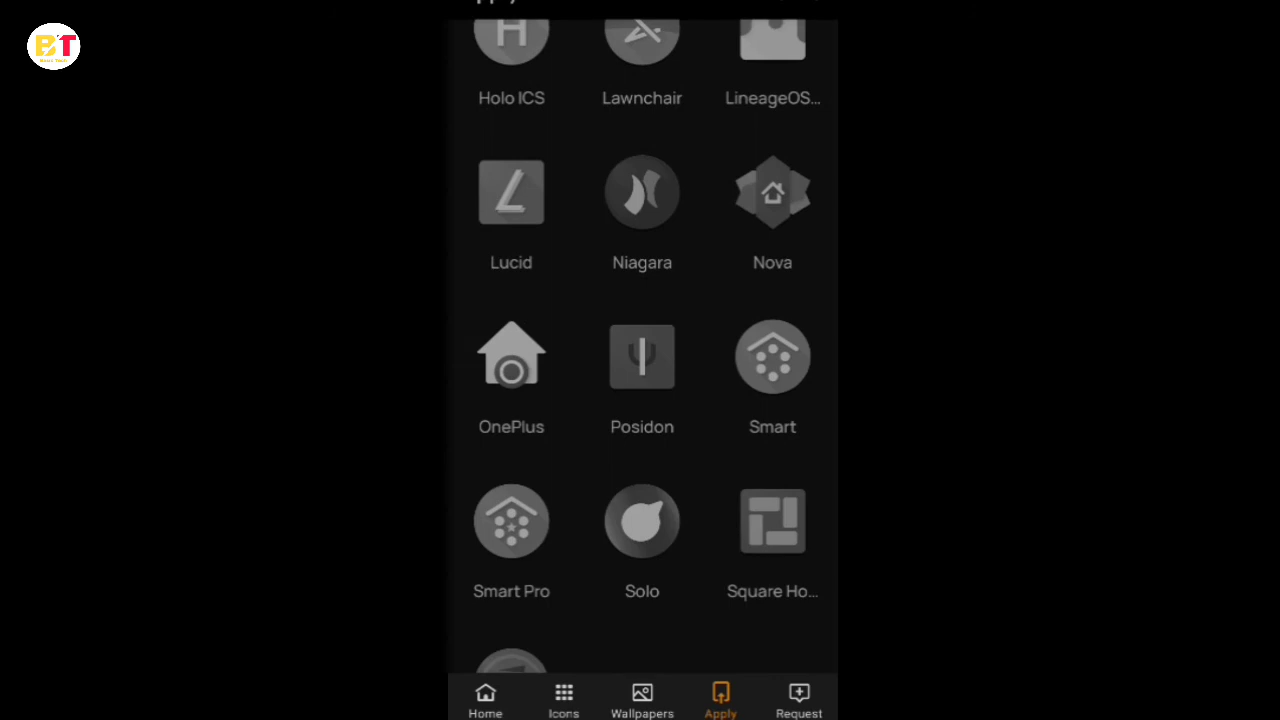 BT
Holo ICS
Lawnchair
LineageOS...
Lucid
Niagara
Nova
OnePlus
Posidon
Smart
Smart Pro
Solo
Square Ho...
Home
Icons
Wallpapers
Apply
Request